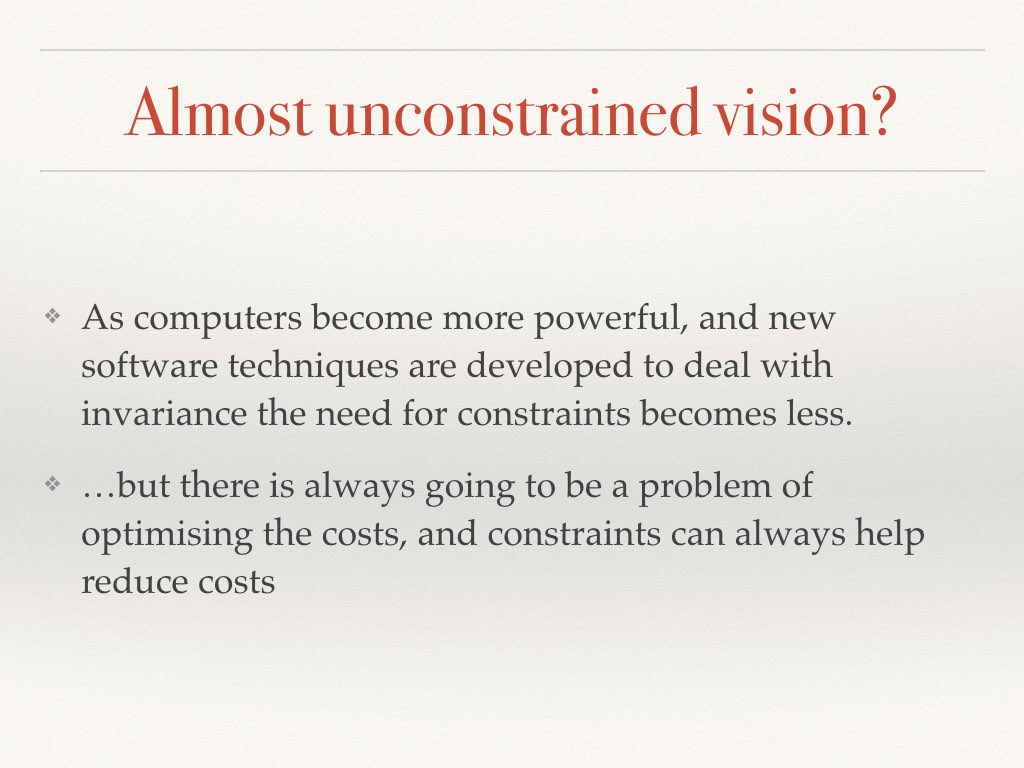 Almost unconstrained vision?
❖ As computers become more powerful, and new
software techniques are developed to deal with
invariance the need for constraints becomes less.
❖ …but there is always going to be a problem of
optimising the costs, and constraints can always help
reduce costs